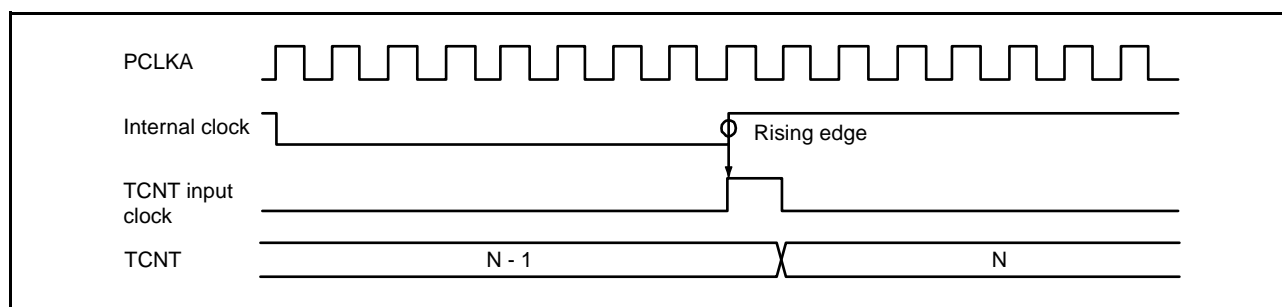 PCLKA
Internal clock
Rising edge
TCNT input
clock
TCNT
N - 1
N